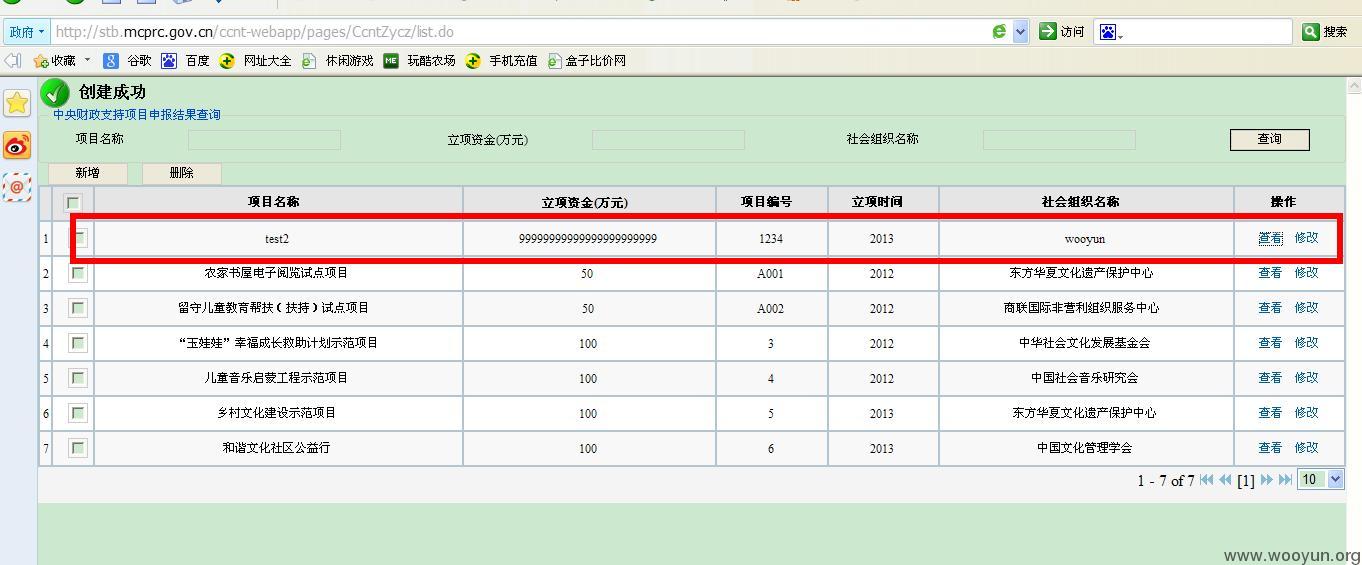 政府 http://stb.mcprc.gov.cn/ccnt-webapp/pages/CcntZycz/list.do 访问 搜索
收藏 谷歌 百度 网址大全 休闲游戏 ME 玩酷农场 手机充值 盒子比价网
创建成功
中央财政支持项目申报结果查询
项目名称 立项资金(万元) 社会组织名称 查询
新增 删除
项目名称 立项资金(万元) 项目编号 立项时间 社会组织名称 操作
1 test2 99999999999999999999999 1234 2013 wooyun 查看 修改
2 农家书屋电子阅览试点项目 50 A001 2012 东方华夏文化遗产保护中心 查看 修改
3 留守儿童教育帮扶(扶持)试点项目 50 A002 2012 商联国际非营利组织服务中心 查看 修改
4 “玉娃娃”幸福成长救助计划示范项目 100 3 2012 中华社会文化发展基金会 查看 修改
5 儿童音乐启蒙工程示范项目 100 4 2012 中国社会音乐研究会 查看 修改
6 乡村文化建设示范项目 100 5 2013 东方华夏文化遗产保护中心 查看 修改
7 和谐文化社区公益行 100 6 2013 中国文化管理学会 查看 修改
1 - 7 of 7 [1] 10
www.wooyun.org